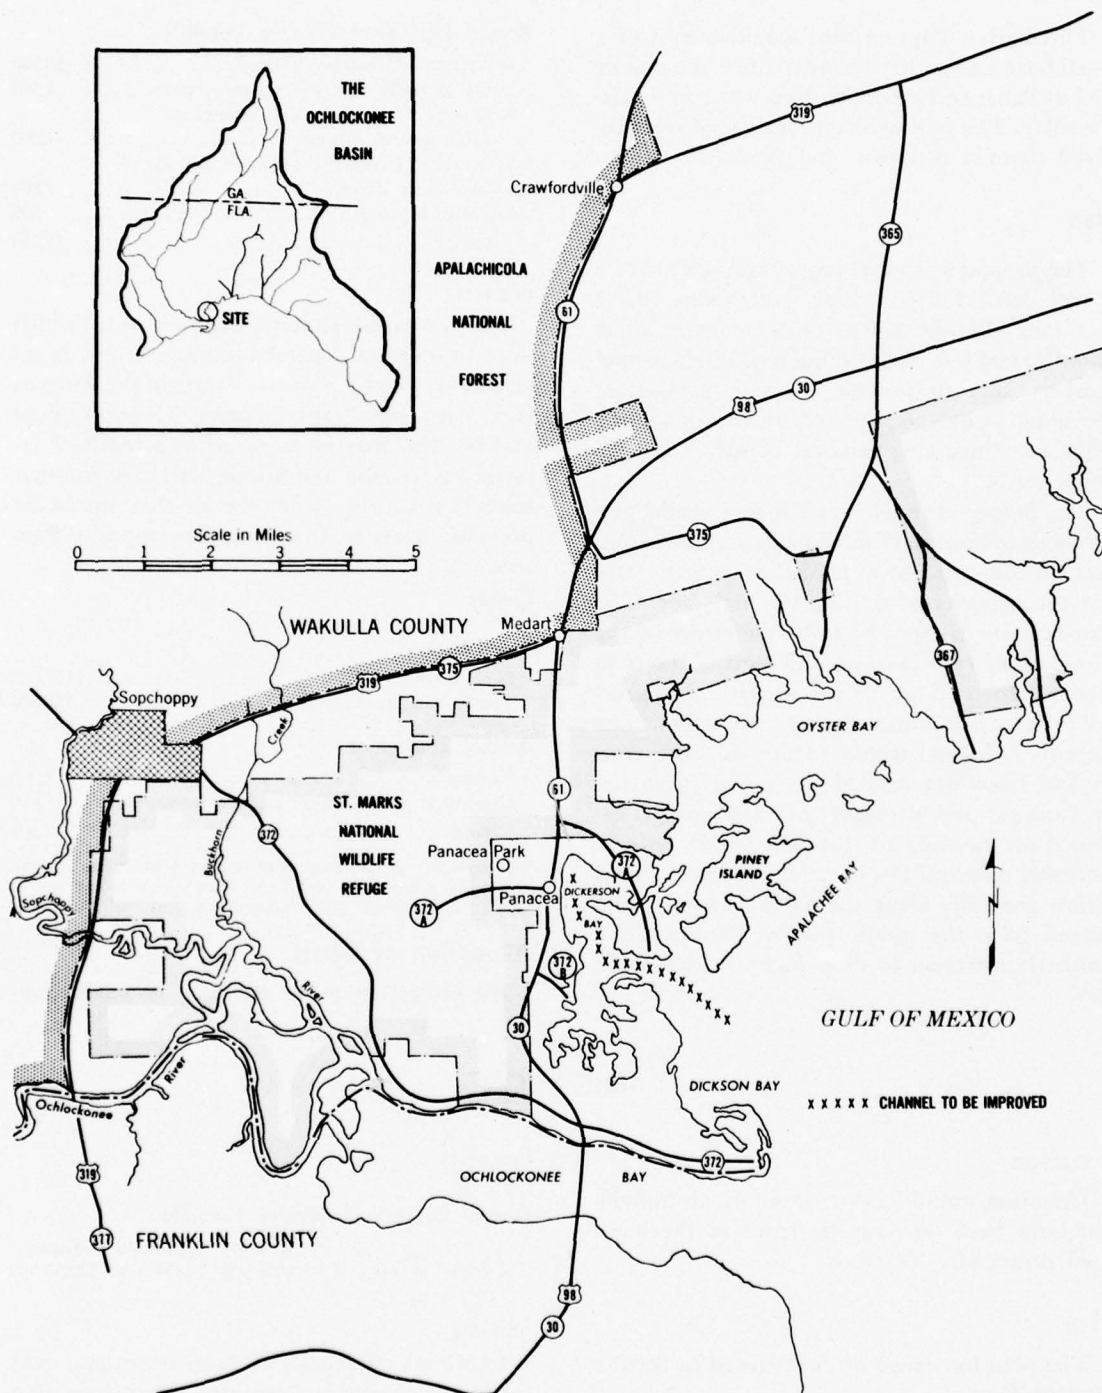 THE
OCHLOCKONEE
BASIN
GA.
FLA.
SITE
319
Crawfordville
365
APALACHICOLA
NATIONAL
FOREST
61
30
98
Scale in Miles
0 1 2 3 4 5
375
WAKULLA COUNTY
Medart
375
319
367
Sopchoppy
Creek
OYSTER BAY
61
ST. MARKS
NATIONAL
WILDLIFE
REFUGE
372
Buckhorn
Panacea Park
372 A
PINEY
ISLAND
DICKERSON
BAY
Panacea
372 A
APALACHEE BAY
Sopchoppy
River
372 B
30
GULF OF MEXICO
River
DICKSON BAY
Ochlockonee
X X X X X CHANNEL TO BE IMPROVED
319
OCHLOCKONEE BAY
372
377
FRANKLIN COUNTY
98
30